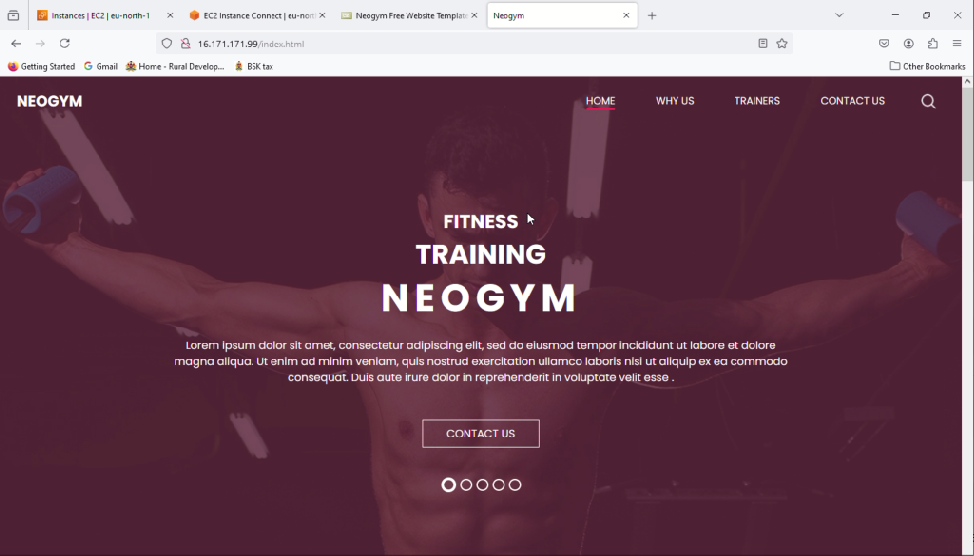 Instances | EC2 | eu-north-1
EC2 Instance Connect | eu-nort
Neogym Free Website Template
Neogym
16.171.171.99/index.html
Getting Started
Gmail
Home - Rural Develop...
BSK tax
Other Bookmarks
NEOGYM
HOME
WHY US
TRAINERS
CONTACT US
FITNESS
TRAINING
NEOGYM
Lorem ipsum dolor sit amet, consectetur adipiscing elit, sed do eiusmod tempor incididunt ut labore et dolore
magna aliqua. Ut enim ad minim veniam, quis nostrud exercitation ullamco laboris nisi ut aliquip ex ea commodo
consequat. Duis aute irure dolor in reprehenderit in voluptate velit esse .
CONTACT US